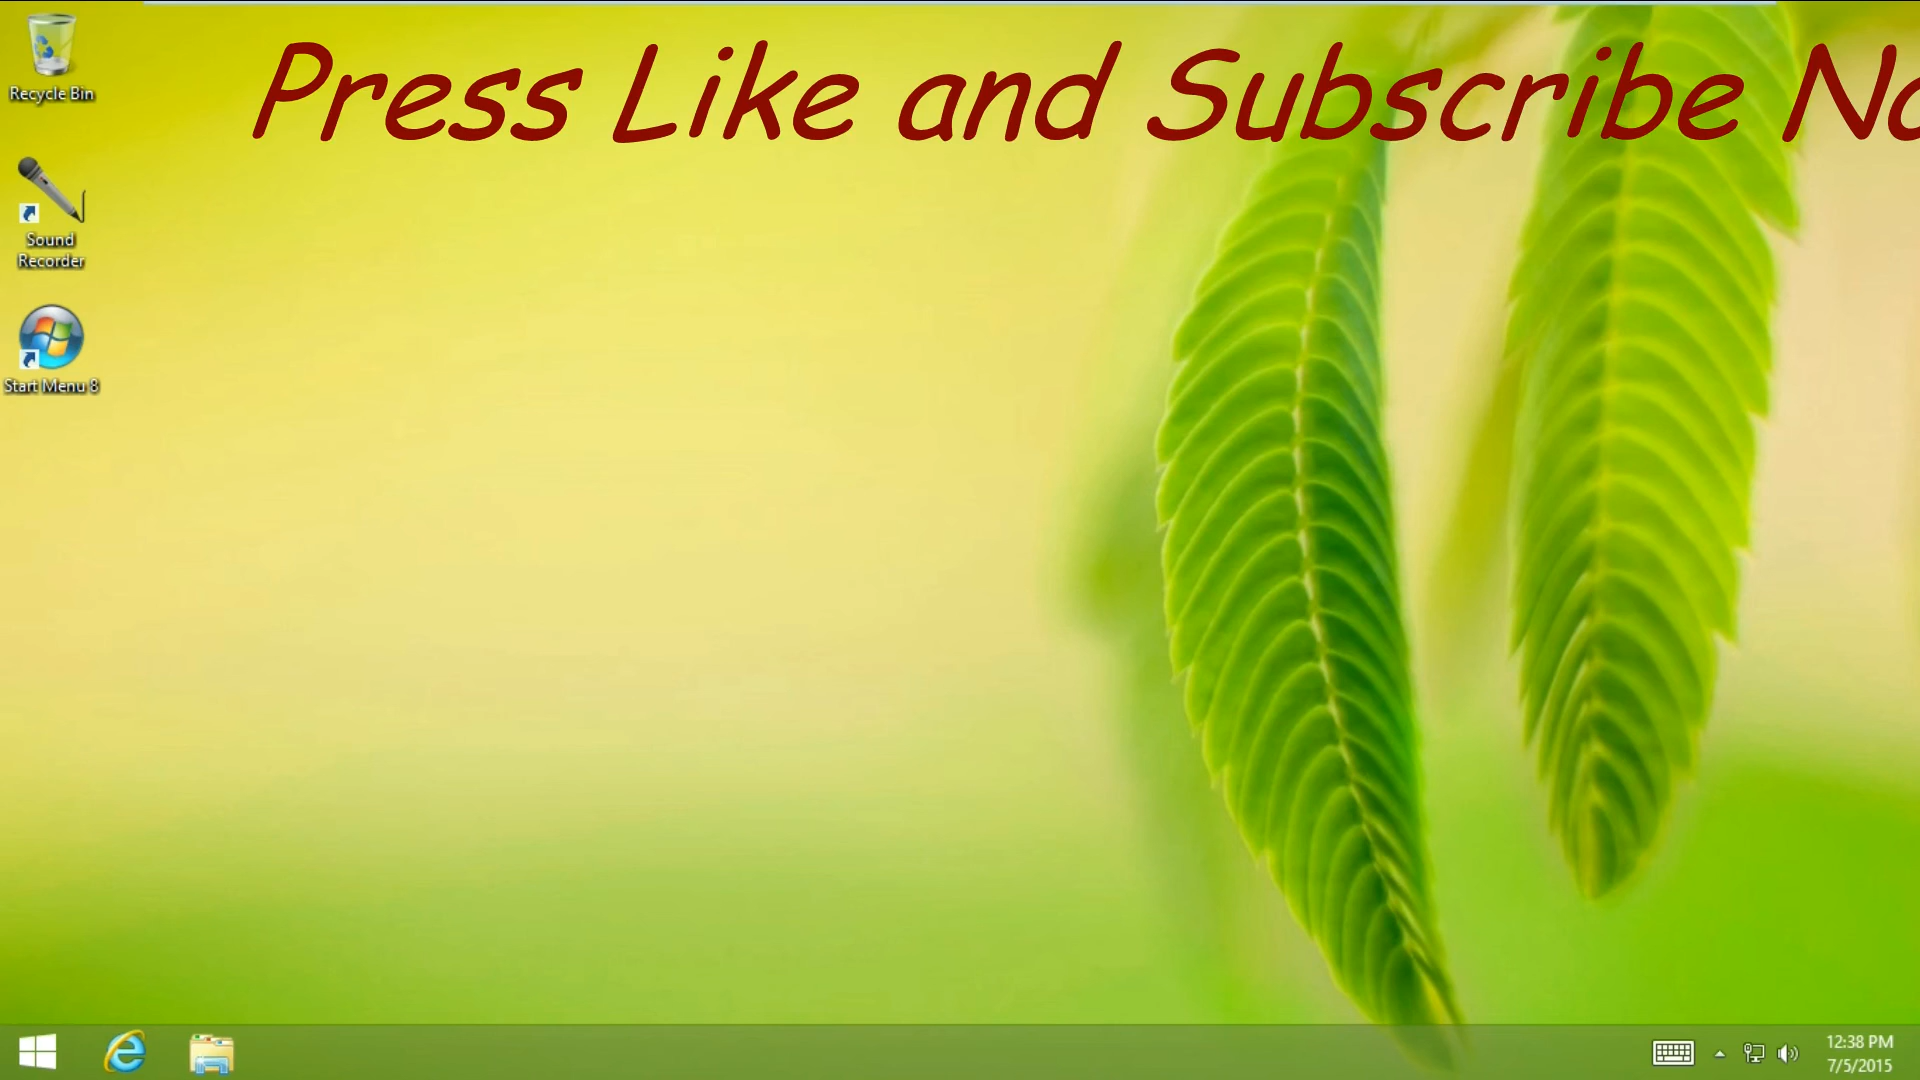 Press Like and Subscribe No
Recycle Bin
Sound
Recorder
Start Menu 8
12:38 PM
7/5/2015